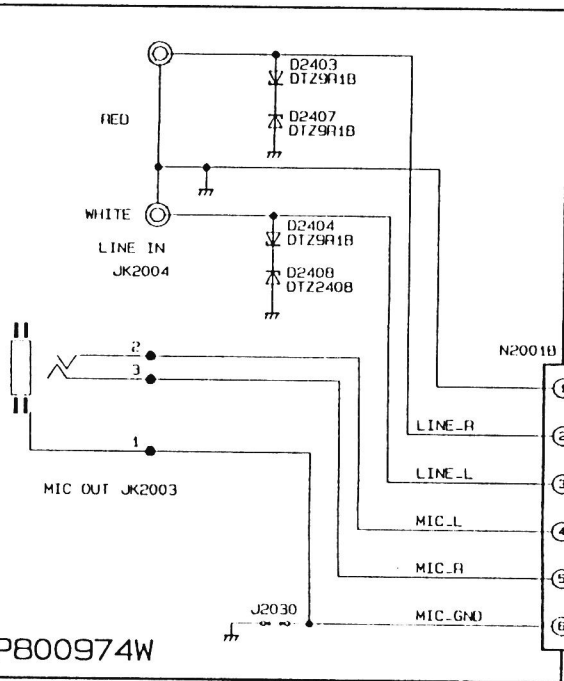 D2403
DTZ9R1B
RED
D2407
DTZ9R1B
WHITE
D2404
DTZ9R1B
LINE IN
JK2004
D2408
DTZ2408
N2001B
2
3
1
1
LINE_R
2
LINE_L
3
MIC OUT JK2003
MIC_L
4
MIC_R
5
J2030
MIC_GND
6
P800974W